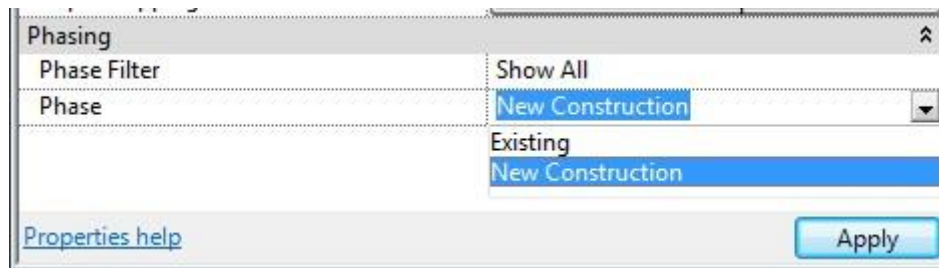 Phasing
Phase Filter Show All
Phase New Construction
Existing
New Construction
Properties help Apply